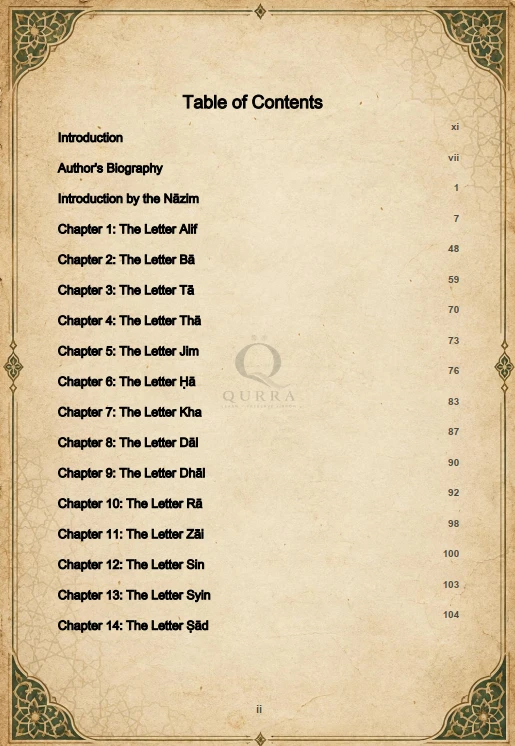 Table of Contents
Introduction xi
Author's Biography vii
Introduction by the Nāzim 1
Chapter 1: The Letter Alif 7
Chapter 2: The Letter Bā 48
Chapter 3: The Letter Tā 59
Chapter 4: The Letter Thā 70
Chapter 5: The Letter Jim 73
Chapter 6: The Letter Ḥā 76
Chapter 7: The Letter Kha 83
Chapter 8: The Letter Dāl 87
Chapter 9: The Letter Dhāl 90
Chapter 10: The Letter Rā 92
Chapter 11: The Letter Zāi 98
Chapter 12: The Letter Sin 100
Chapter 13: The Letter Syin 103
Chapter 14: The Letter Ṣād 104
QURRA
ii